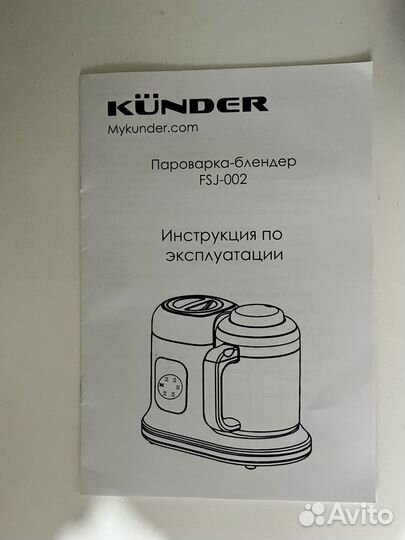 KÜNDER
Mykunder.com
Пароварка-блендер
FSJ-002
Инструкция по
эксплуатации
Avito